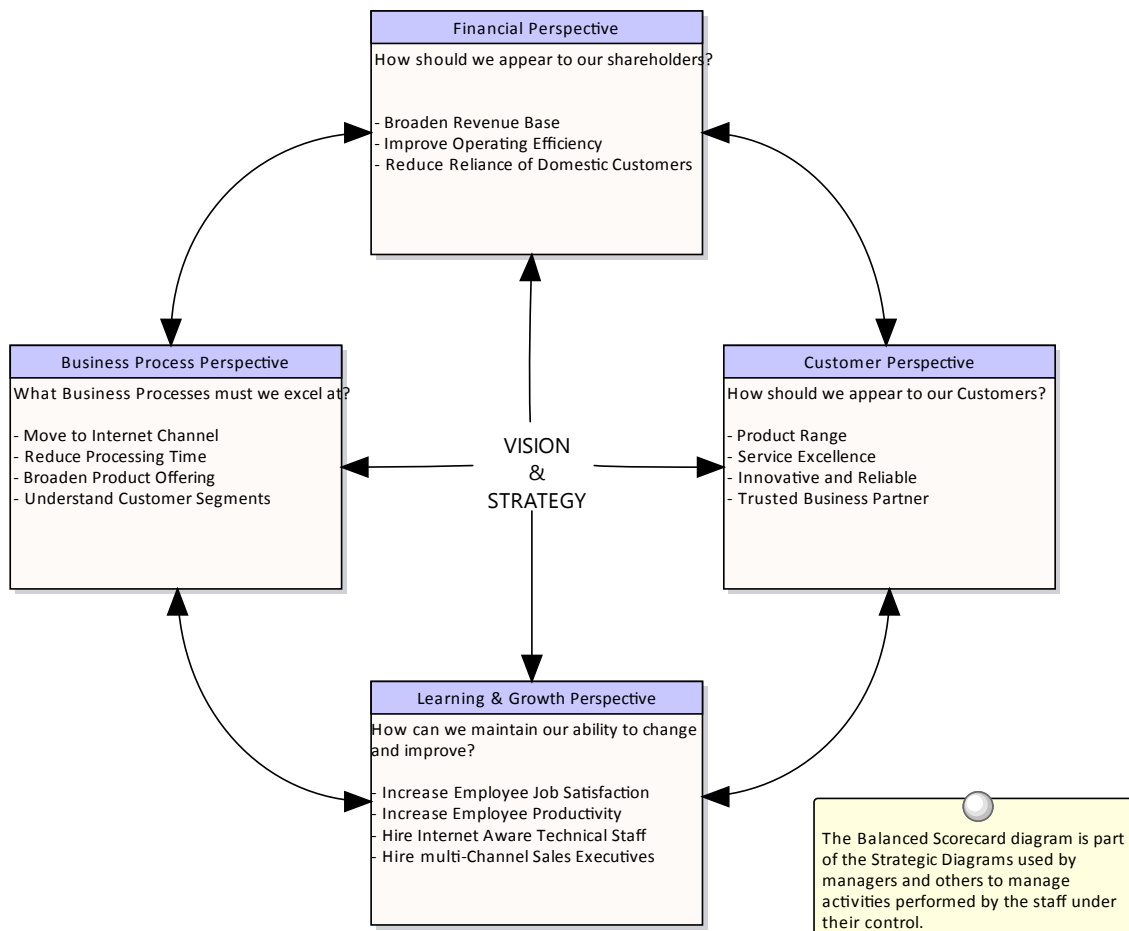 Financial Perspective
How should we appear to our shareholders?
- Broaden Revenue Base
- Improve Operating Efficiency
- Reduce Reliance of Domestic Customers
Business Process Perspective
What Business Processes must we excel at?
- Move to Internet Channel
- Reduce Processing Time
- Broaden Product Offering
- Understand Customer Segments
VISION
&
STRATEGY
Customer Perspective
How should we appear to our Customers?
- Product Range
- Service Excellence
- Innovative and Reliable
- Trusted Business Partner
Learning & Growth Perspective
How can we maintain our ability to change
and improve?
- Increase Employee Job Satisfaction
- Increase Employee Productivity
- Hire Internet Aware Technical Staff
- Hire multi-Channel Sales Executives
The Balanced Scorecard diagram is part
of the Strategic Diagrams used by
managers and others to manage
activities performed by the staff under
their control.